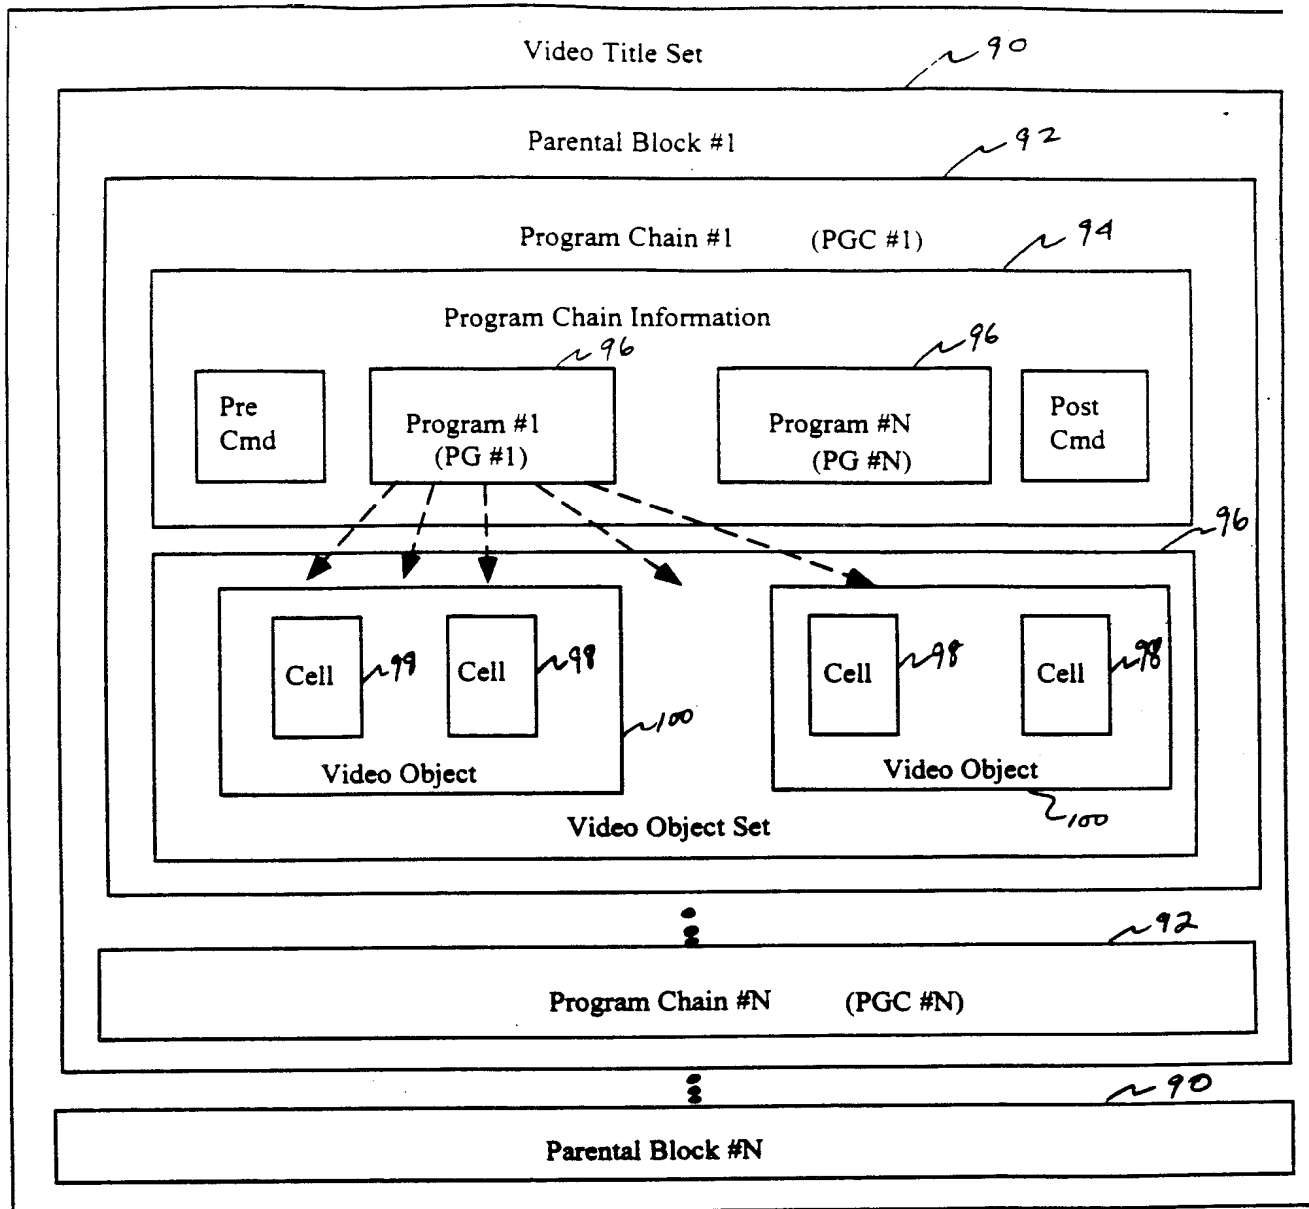 Video Title Set
90
Parental Block #1
92
Program Chain #1 (PGC #1)
94
Program Chain Information
96
96
Pre
Cmd
Program #1
(PG #1)
Program #N
(PG #N)
Post
Cmd
96
Cell
99
Cell
98
Cell
98
Cell
98
100
Video Object
Video Object
100
Video Object Set
92
Program Chain #N (PGC #N)
90
Parental Block #N